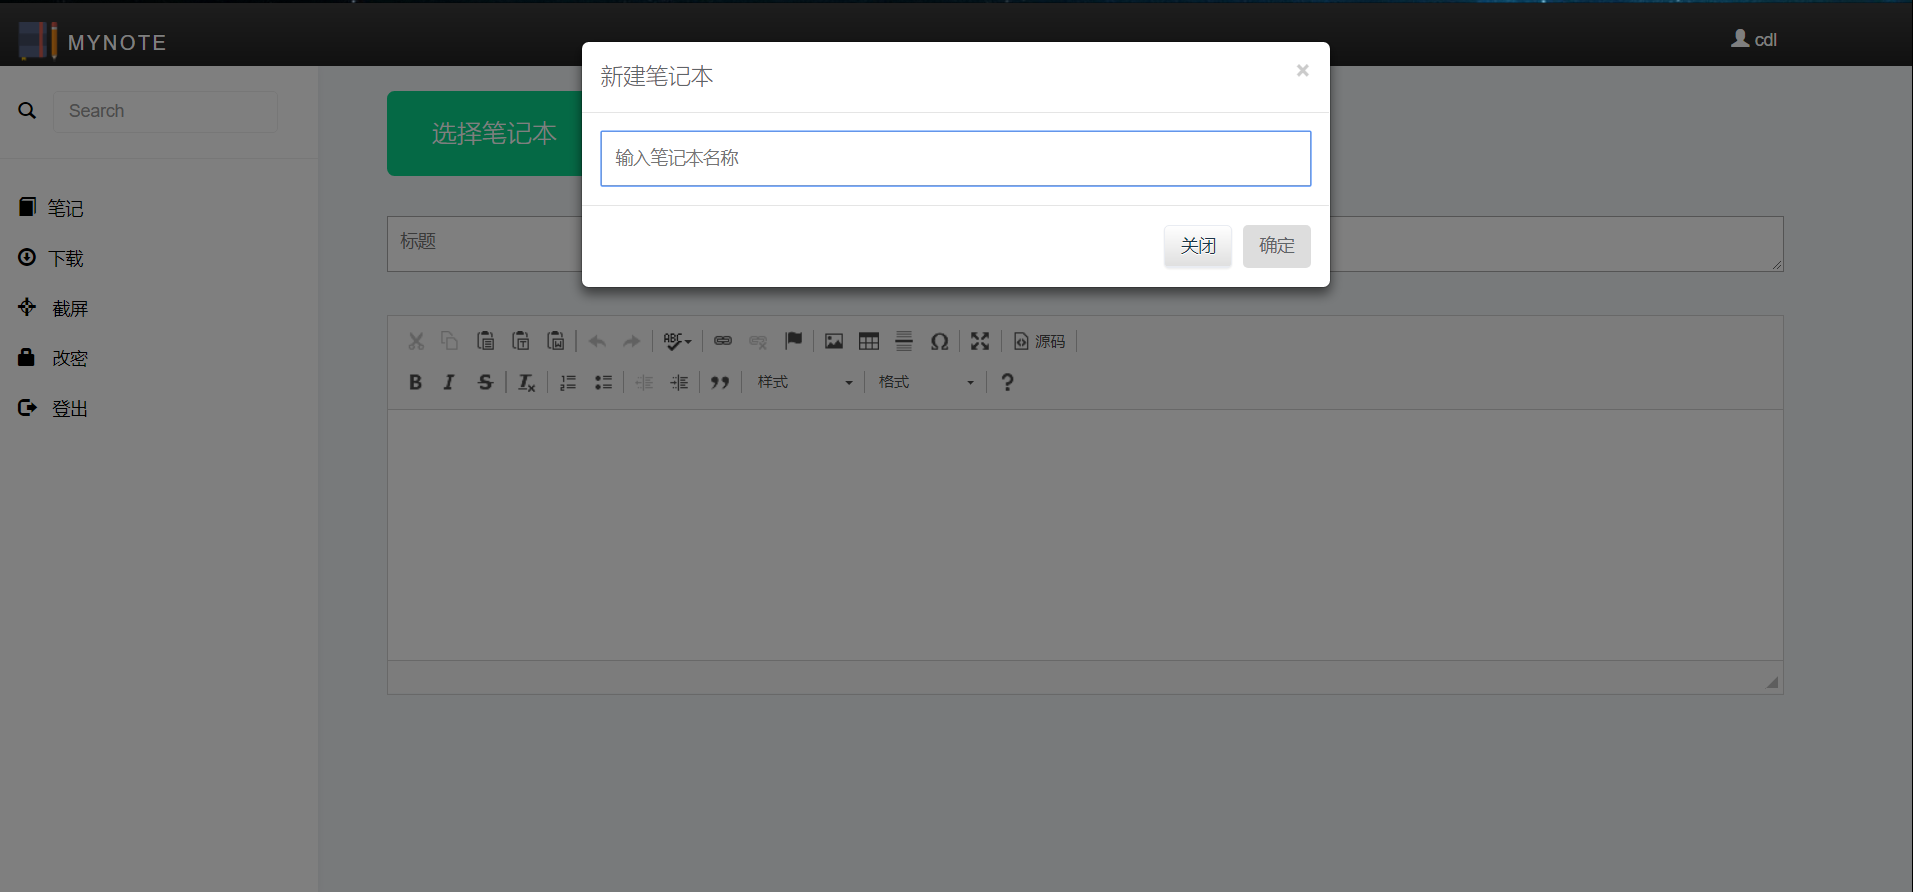 MYNOTE
cdl
Search
笔记
下载
截屏
改密
登出
选择笔记本
新建笔记本
×
输入笔记本名称
关闭 确定
标题
ABC
源码
B I S Tx 样式 格式 ?